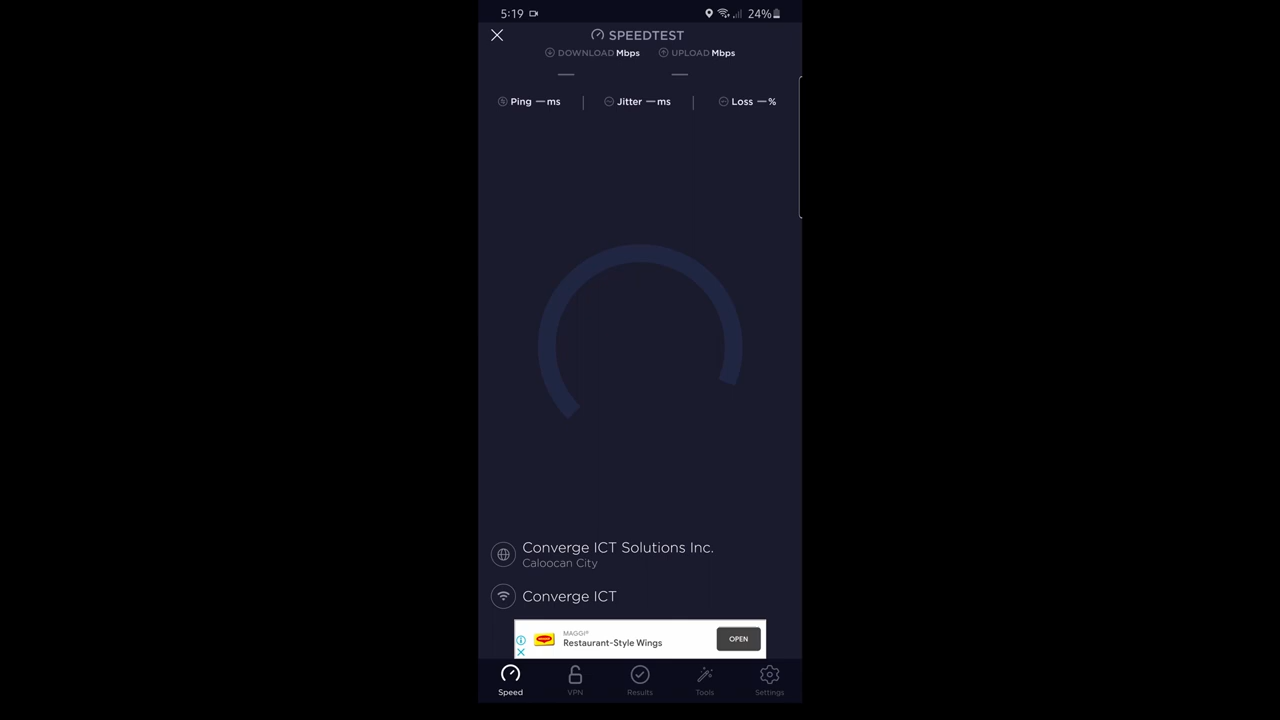 5:19 24%
SPEEDTEST
DOWNLOAD Mbps UPLOAD Mbps
— —
Ping — ms | Jitter — ms | Loss — %
Converge ICT Solutions Inc.
Caloocan City
Converge ICT
MAGGI®
Restaurant-Style Wings
OPEN
Speed VPN Results Tools Settings